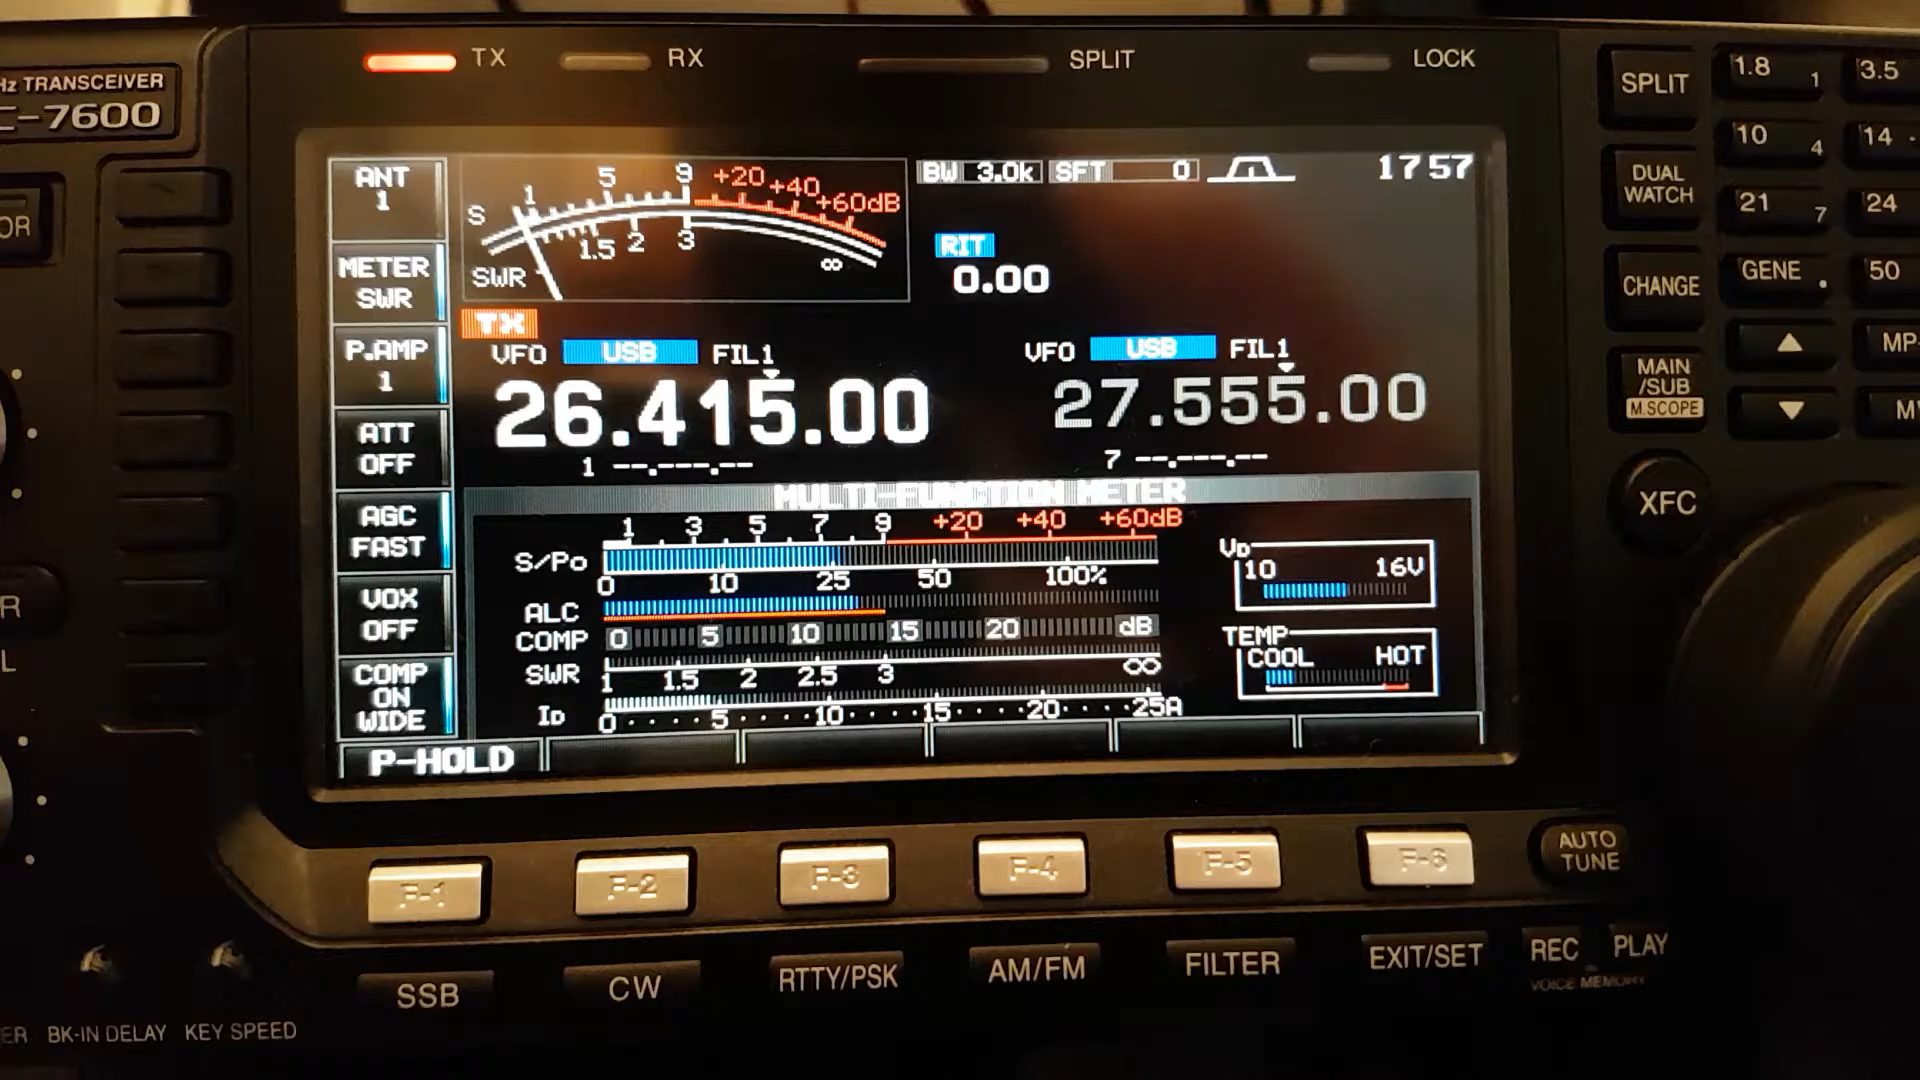 TX RX SPLIT LOCK
Hz TRANSCEIVER
C-7600
ANT
1
METER
SWR
P.AMP
1
ATT
OFF
AGC
FAST
VOX
OFF
COMP
ON
WIDE
S 1 5 9 +20 +40 +60dB
SWR 1.5 2 3 ∞
BW 3.0k SFT 0
17 57
RIT
0.00
TX
VFO USB FIL1
26.415.00
1 --.---.--
VFO USB FIL1
27.555.00
7 --.---.--
MULTI-FUNCTION METER
1 3 5 7 9 +20 +40 +60dB
S/Po
0 10 25 50 100%
ALC
COMP 0 5 10 15 20 dB
SWR
1 1.5 2 2.5 3 ∞
ID
0 5 10 15 20 25A
VD
10 16V
TEMP
COOL HOT
P-HOLD
F-1 F-2 F-3 F-4 F-5 F-6
SSB CW RTTY/PSK AM/FM FILTER EXIT/SET
AUTO
TUNE
REC PLAY
VOICE MEMORY
SPLIT
DUAL
WATCH
CHANGE
MAIN
/SUB
M.SCOPE
XFC
1.8 1 3.5
10 4 14
21 7 24
GENE . 50
▲ MP-
▼ M
OR
R
L
ER BK-IN DELAY KEY SPEED